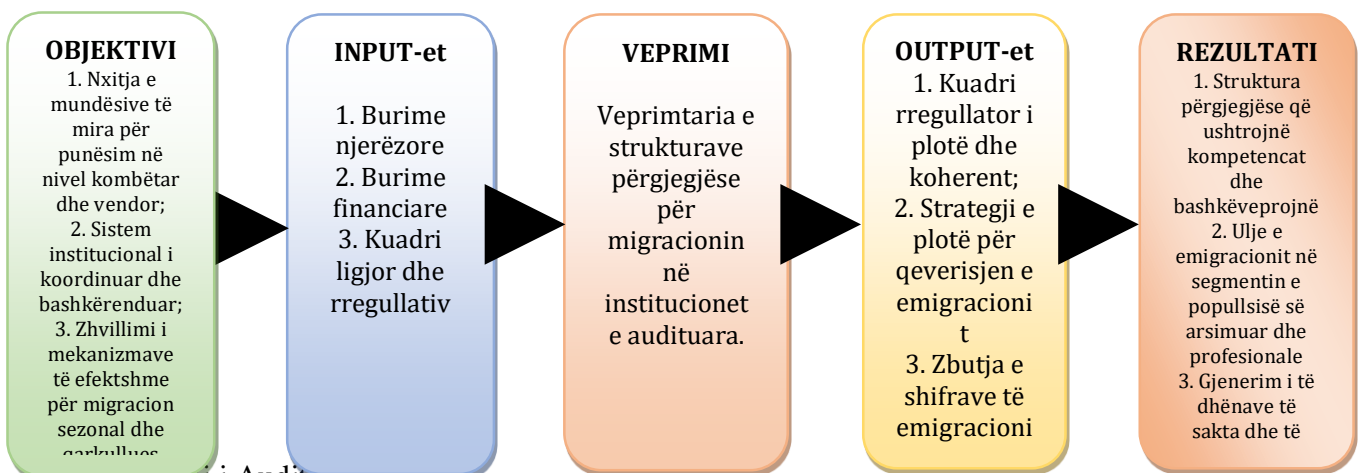 OBJEKTIVI
1. Nxitja e
mundësive të
mira për
punësim në
nivel kombëtar
dhe vendor;
2. Sistem
institucional i
koordinuar dhe
bashkërenduar;
3. Zhvillimi i
mekanizmave
të efektshme
për migracion
sezonal dhe
qarkullues
INPUT-et
1. Burime
njerëzore
2. Burime
financiare
3. Kuadri
ligjor dhe
rregullativ
VEPRIMI
Veprimtaria e
strukturave
përgjegjëse
për
migracionin
në
institucionet
e audituara.
OUTPUT-et
1. Kuadri
rregullator i
plotë dhe
koherent;
2. Strategji e
plotë për
qeverisjen e
emigracioni
t
3. Zbutja e
shifrave të
emigracioni
REZULTATI
1. Struktura
përgjegjëse që
ushtrojnë
kompetencat
dhe
bashkëveprojnë
2. Ulje e
emigracionit në
segmentin e
popullsisë së
arsimuar dhe
profesionale
3. Gjenerim i të
dhënave të
sakta dhe të